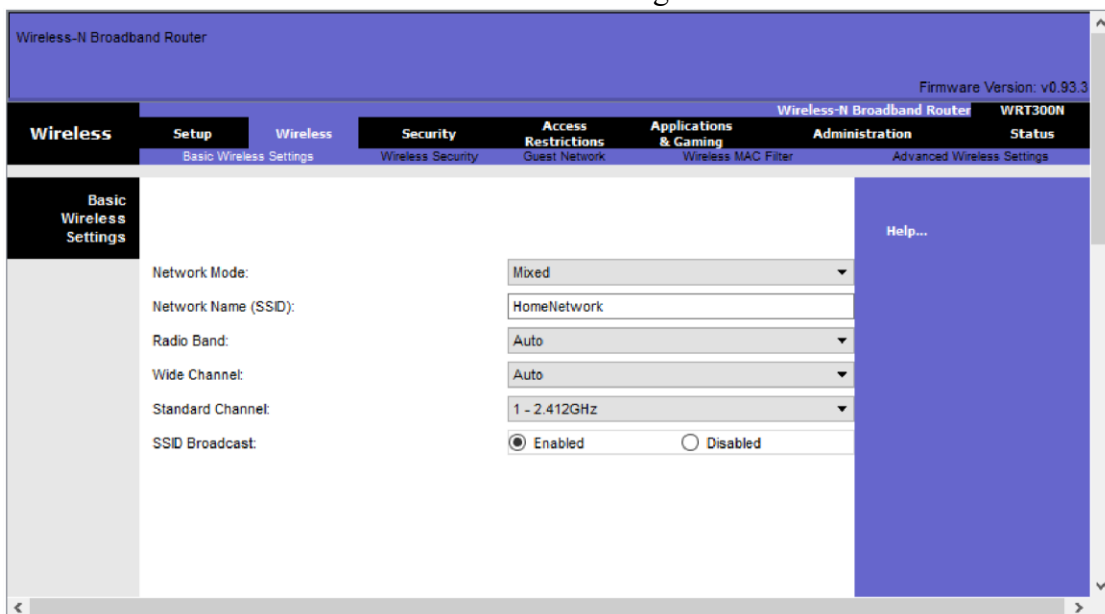 Wireless-N Broadband Router
Firmware Version: v0.93.3
Wireless-N Broadband Router WRT300N
Wireless Setup Wireless Security Access Restrictions Applications & Gaming Administration Status
Basic Wireless Settings Wireless Security Guest Network Wireless MAC Filter Advanced Wireless Settings
Basic
Wireless
Settings
Help...
Network Mode: Mixed
Network Name (SSID): HomeNetwork
Radio Band: Auto
Wide Channel: Auto
Standard Channel: 1 - 2.412GHz
SSID Broadcast: Enabled Disabled